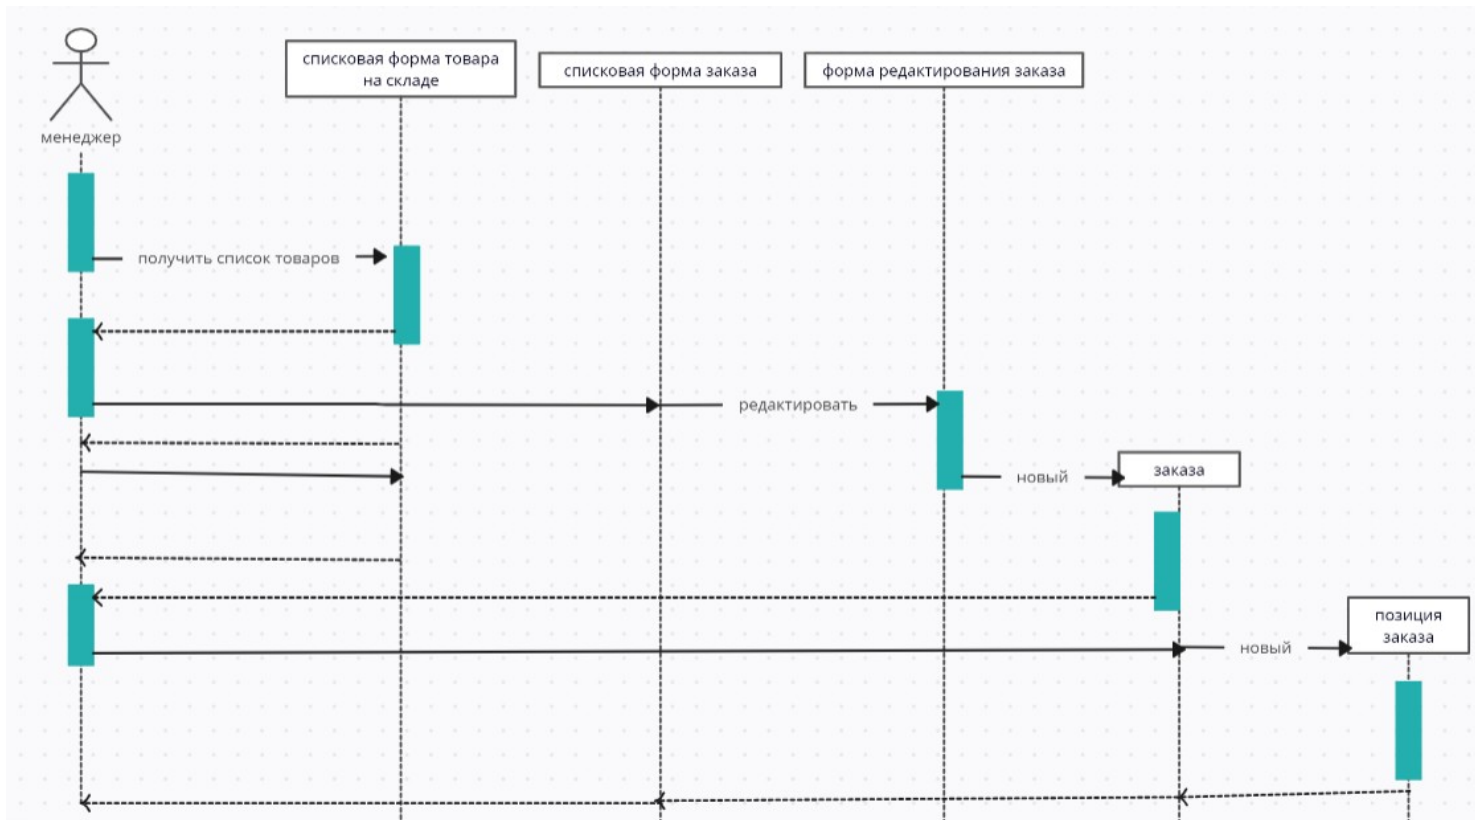 списковая форма товара
на складе
списковая форма заказа
форма редактирования заказа
менеджер
получить список товаров
редактировать
заказа
новый
позиция
заказа
новый